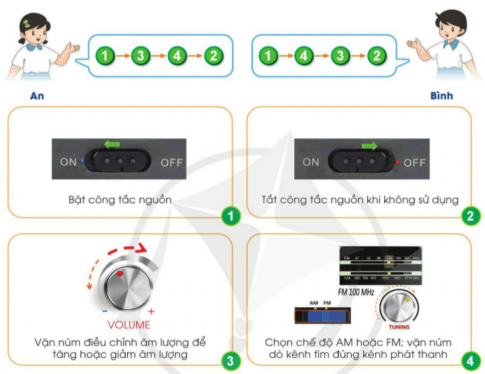 1 3 4 2
1 4 3 2
An
Bình
ON OFF
Bật công tắc nguồn
1
ON OFF
Tắt công tắc nguồn khi không sử dụng
2
- +
VOLUME
Vặn núm điều chỉnh âm lượng để
tăng hoặc giảm âm lượng
3
FM 100 MHz
AM FM
TUNING
Chọn chế độ AM hoặc FM; vặn núm
dò kênh tìm đúng kênh phát thanh
4